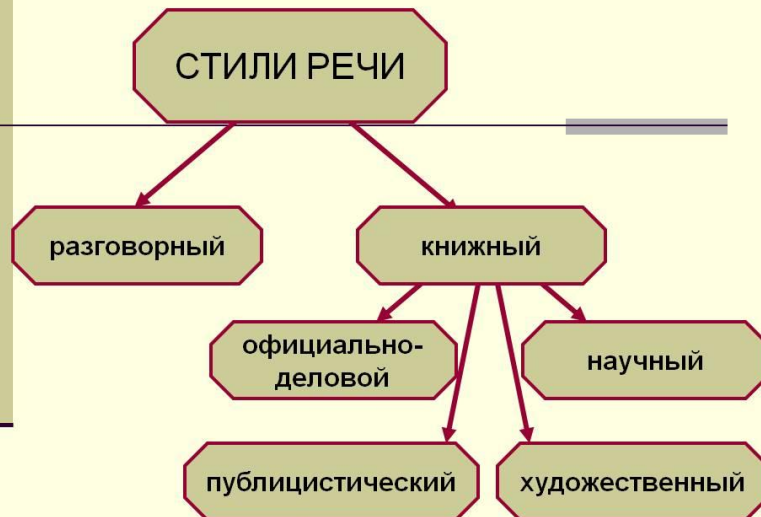 СТИЛИ РЕЧИ
разговорный
книжный
официально-
деловой
научный
публицистический
художественный